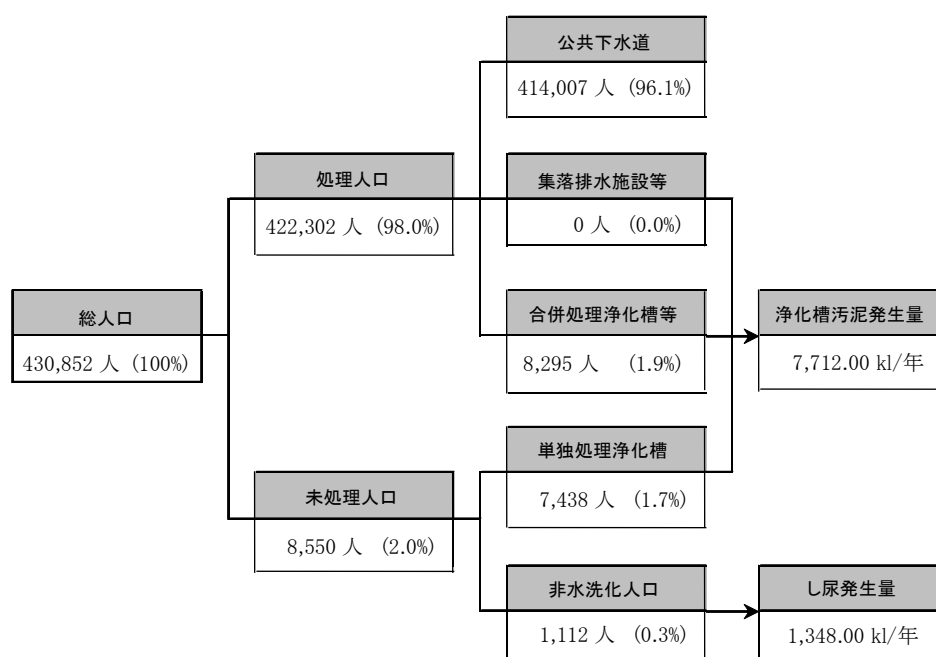 公共下水道
414,007 人 (96.1%)
処理人口
422,302 人 (98.0%)
集落排水施設等
0 人 (0.0%)
総人口
430,852 人 (100%)
合併処理浄化槽等
8,295 人 (1.9%)
浄化槽汚泥発生量
7,712.00 kl/年
未処理人口
8,550 人 (2.0%)
単独処理浄化槽
7,438 人 (1.7%)
非水洗化人口
1,112 人 (0.3%)
し尿発生量
1,348.00 kl/年